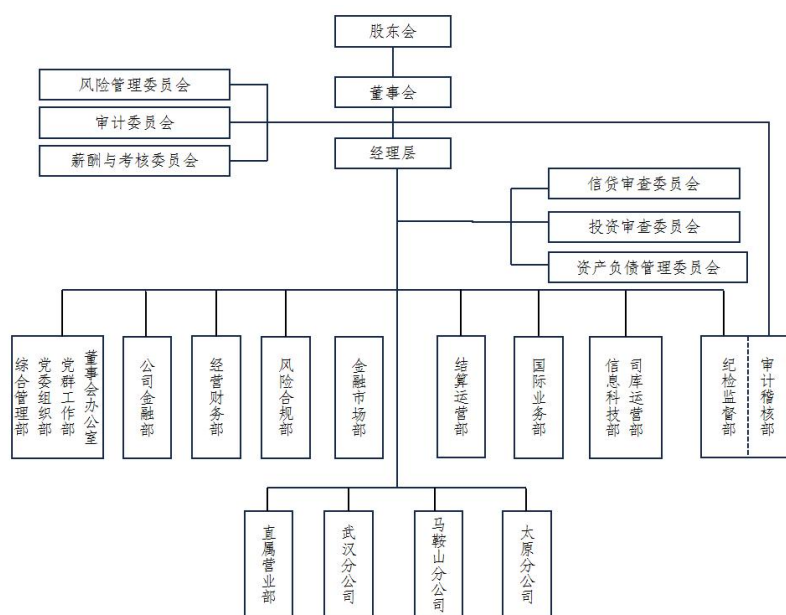 股东会
董事会
风险管理委员会
审计委员会
薪酬与考核委员会
经理层
信贷审查委员会
投资审查委员会
资产负债管理委员会
综合管理部
党委组织部
党群工作部
董事会办公室
公司金融部
经营财务部
风险合规部
金融市场部
结算运营部
国际业务部
信息科技部
司库运营部
纪检监督部
审计稽核部
直属营业部
武汉分公司
马鞍山分公司
太原分公司